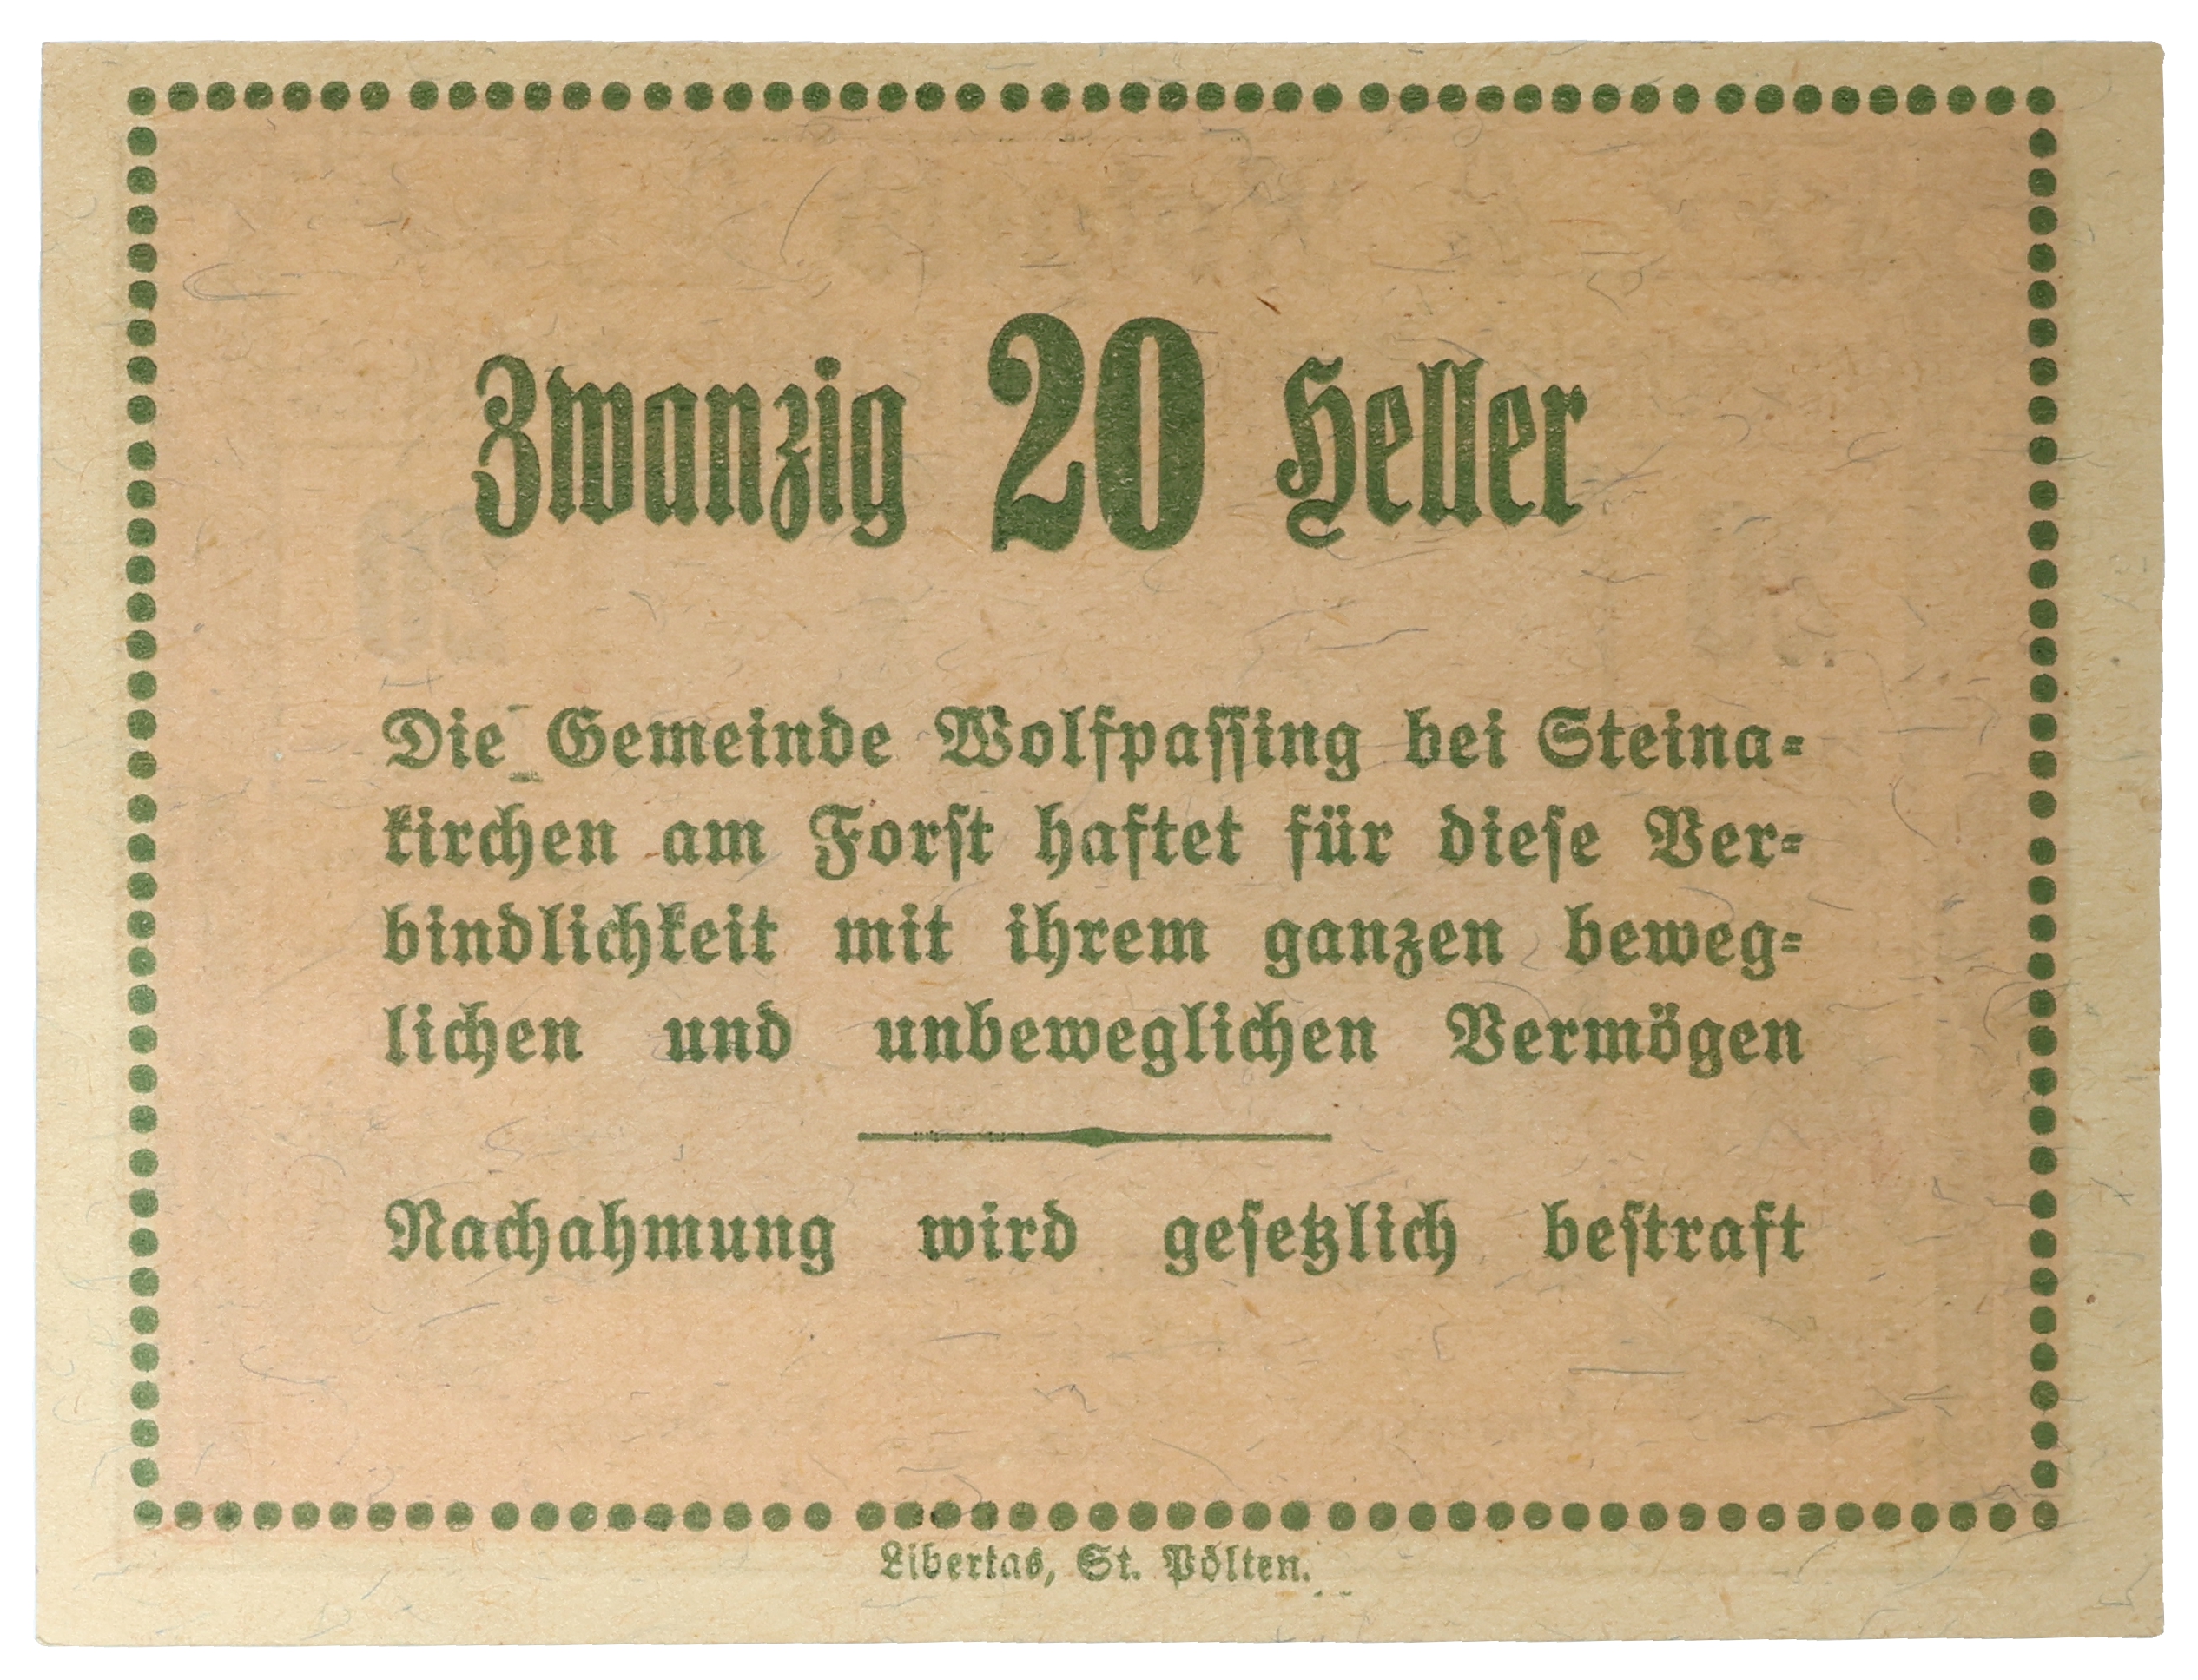 Zwanzig 20 Heller
Die Gemeinde Wolfpassing bei Steina-
kirchen am Forst haftet für diese Ver-
bindlichkeit mit ihrem ganzen beweg-
lichen und unbeweglichen Vermögen
Nachahmung wird gesetzlich bestraft
Libertas, St. Pölten.